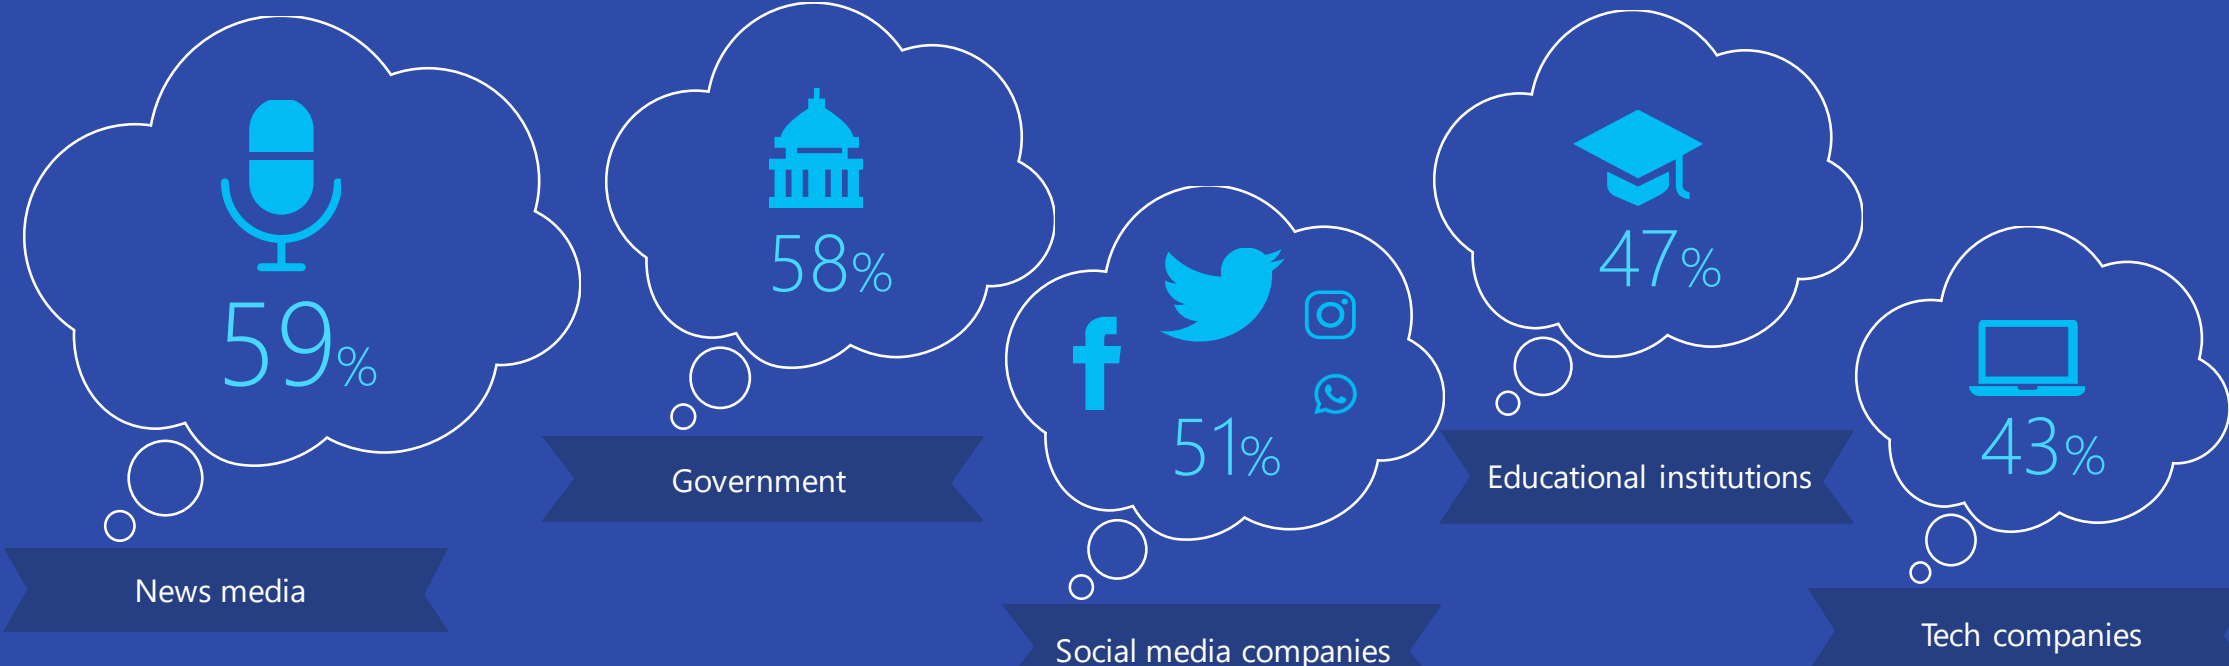 59%
News media
58%
Government
51%
Social media companies
47%
Educational institutions
43%
Tech companies